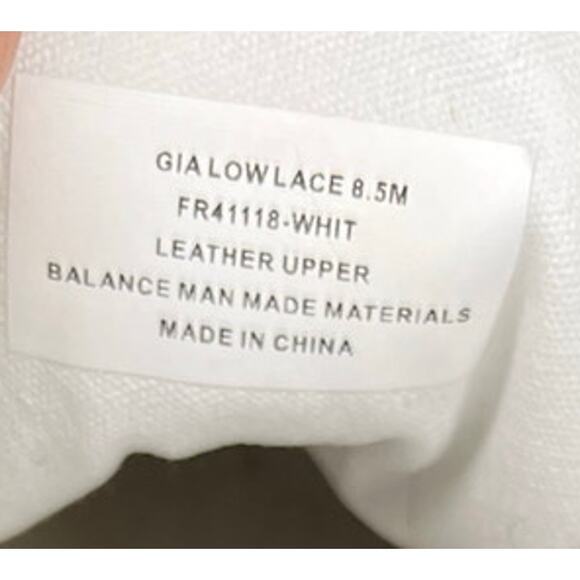 GIA LOW LACE 8.5M
FR41118-WHIT
LEATHER UPPER
BALANCE MAN MADE MATERIALS
MADE IN CHINA